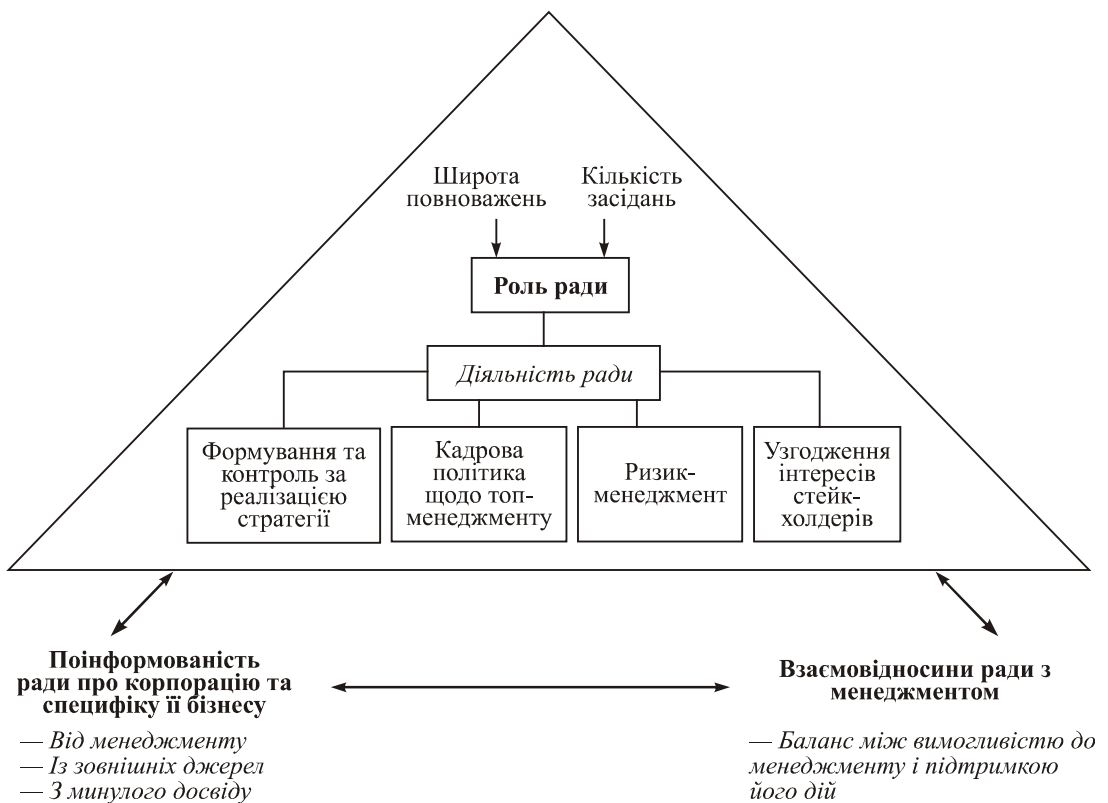 Широта
повноважень
Кількість
засідань
Роль ради
Діяльність ради
Формування та
контроль за
реалізацією
стратегії
Кадрова
політика
щодо топ-
менеджменту
Ризик-
менеджмент
Узгодження
інтересів
стейк-
холдерів
Поінформованість
ради про корпорацію та
специфіку її бізнесу
— Від менеджменту
— Із зовнішніх джерел
— З минулого досвіду
Взаємовідносини ради з
менеджментом
— Баланс між вимогливістю до
менеджменту і підтримкою
його дій